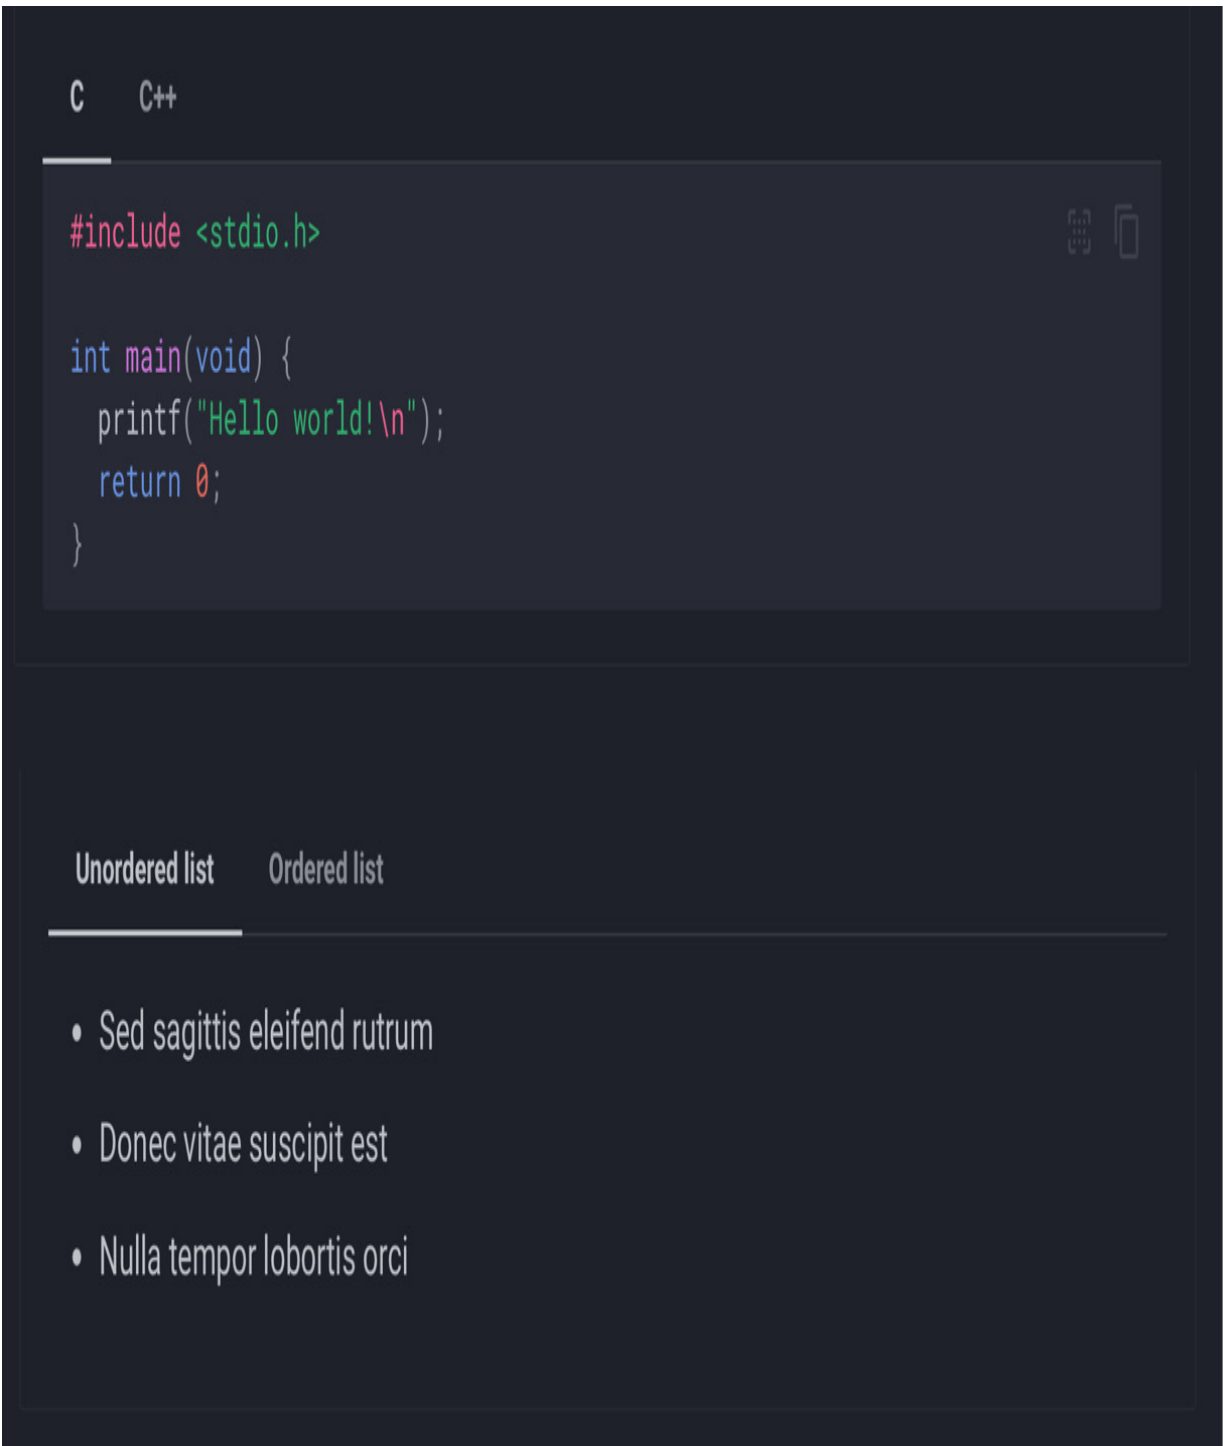 C C++
#include <stdio.h>
int main(void) {
  printf("Hello world!\n");
  return 0;
}
Unordered list Ordered list
• Sed sagittis eleifend rutrum
• Donec vitae suscipit est
• Nulla tempor lobortis orci